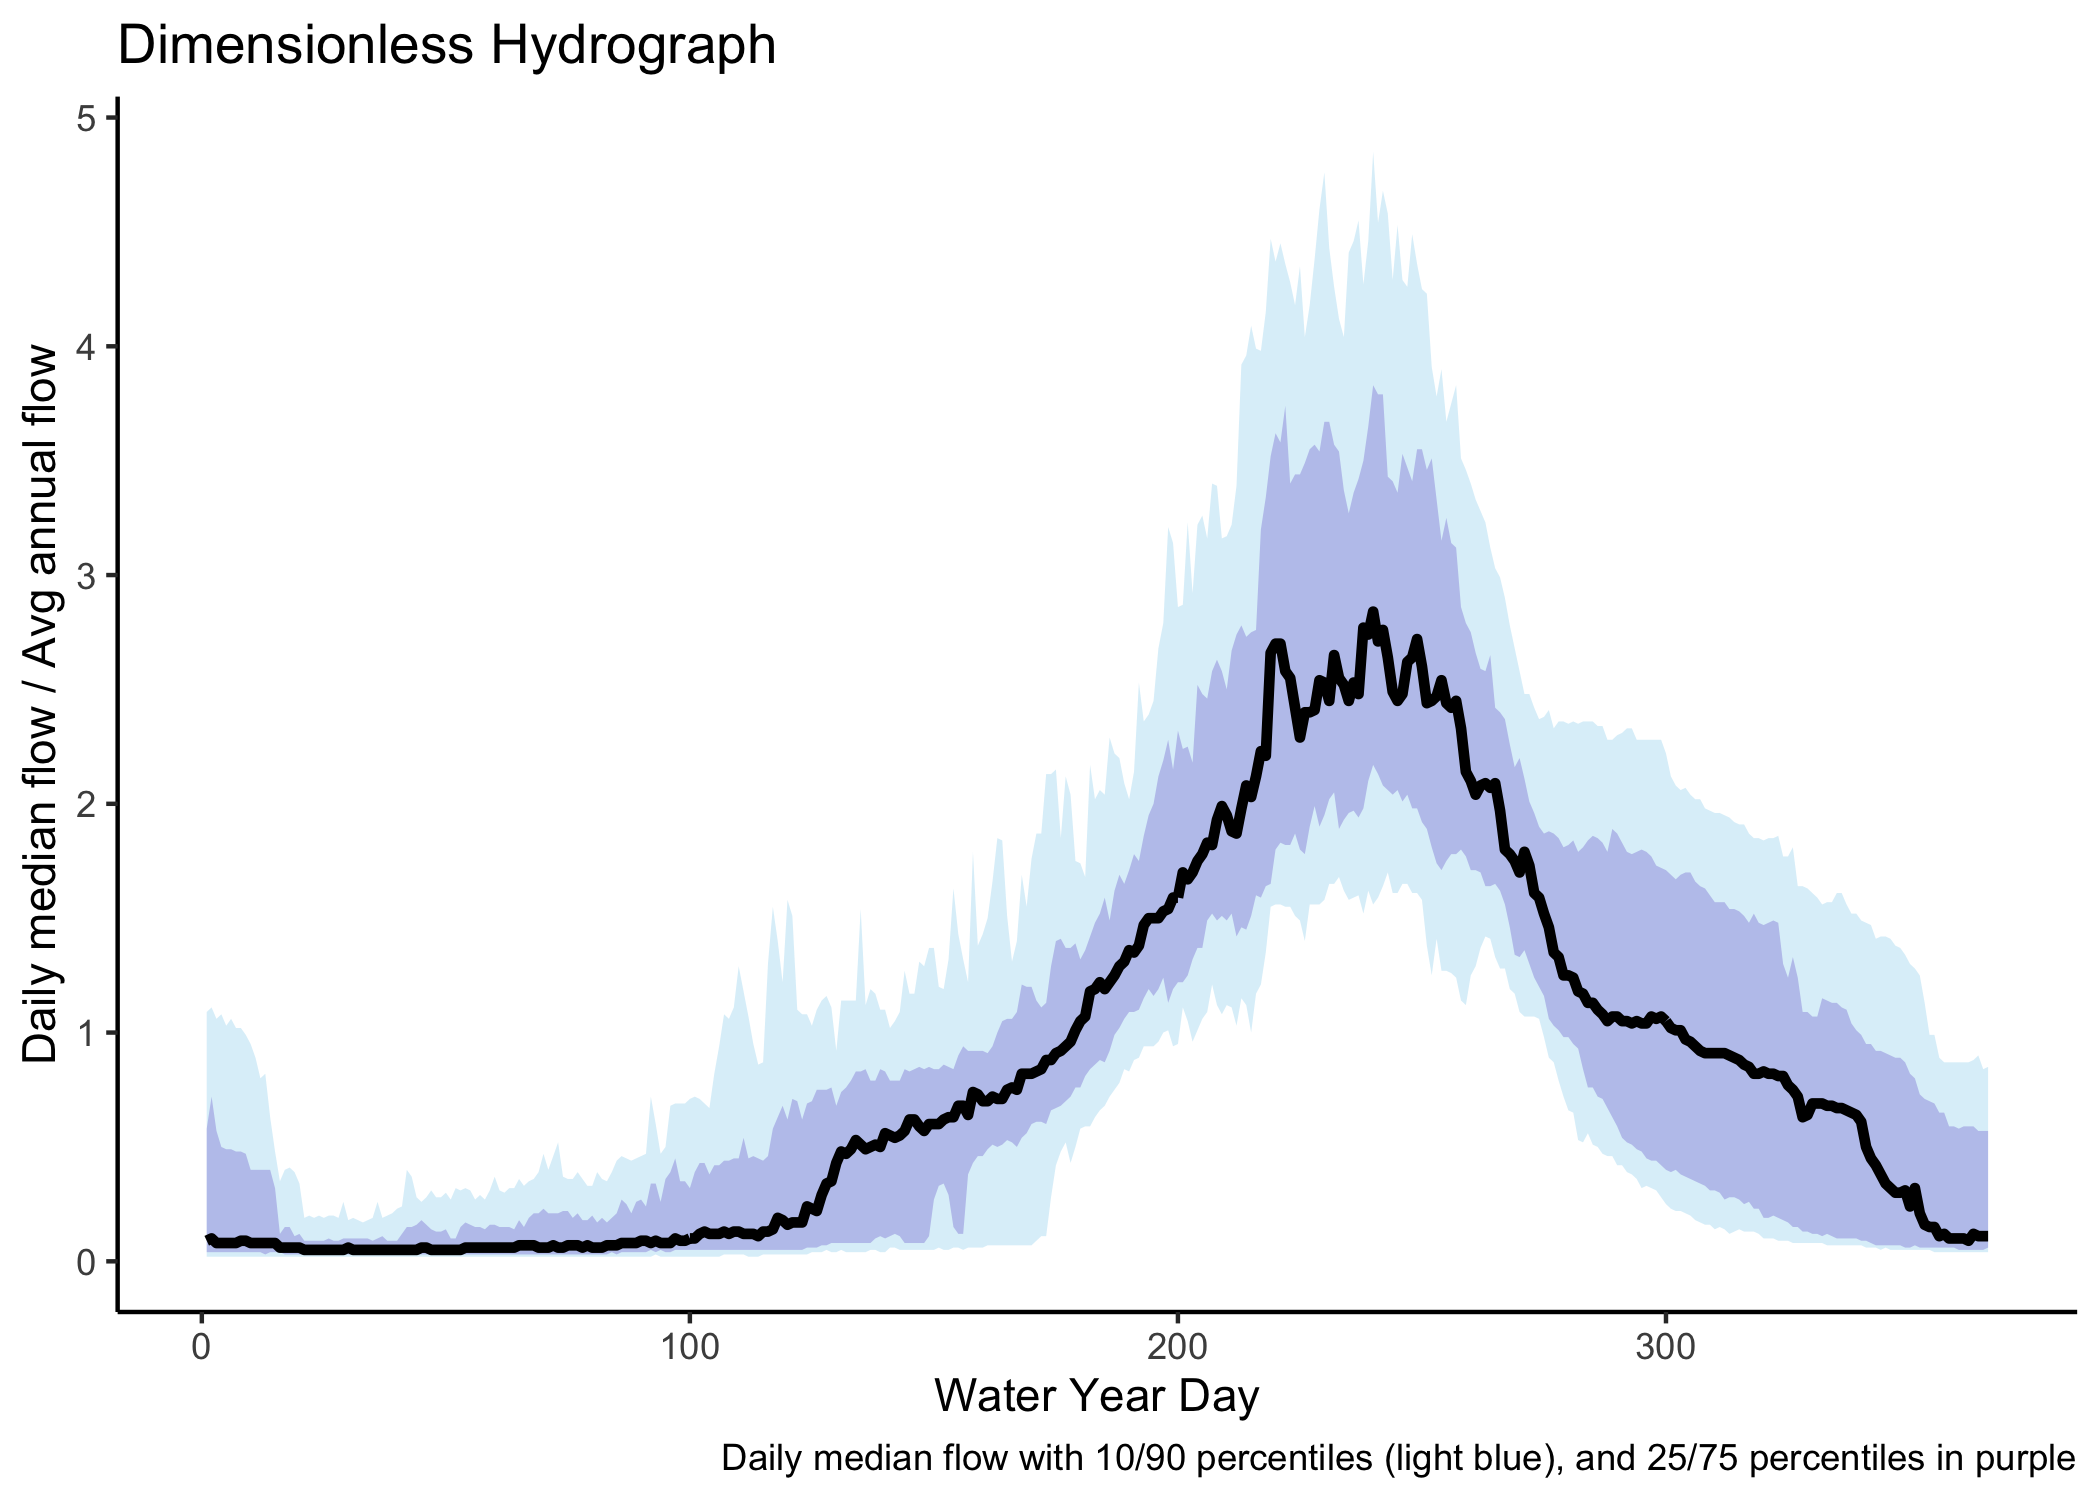 Dimensionless Hydrograph
Daily median flow / Avg annual flow
5
4
3
2
1
0
0 100 200 300
Water Year Day
Daily median flow with 10/90 percentiles (light blue), and 25/75 percentiles in purple